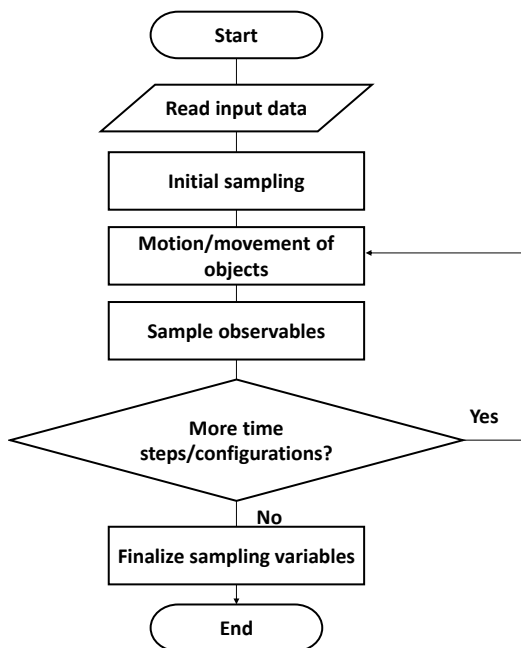 Start
Read input data
Initial sampling
Motion/movement of
objects
Sample observables
More time
steps/configurations?
Yes
No
Finalize sampling variables
End